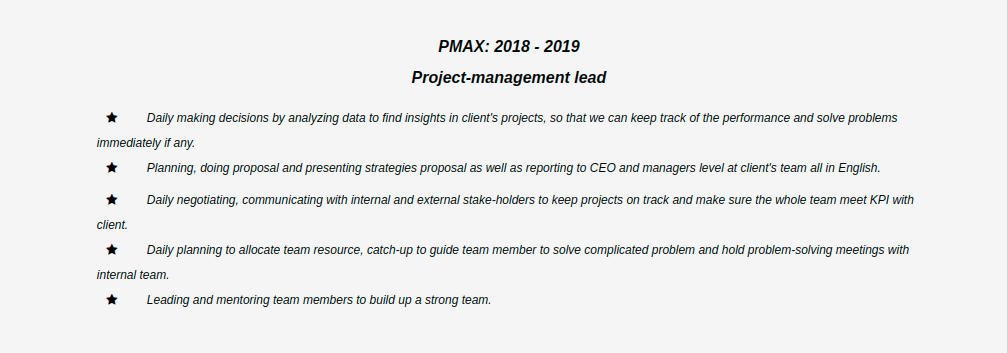 PMAX: 2018 - 2019
Project-management lead
★ Daily making decisions by analyzing data to find insights in client's projects, so that we can keep track of the performance and solve problems
immediately if any.
★ Planning, doing proposal and presenting strategies proposal as well as reporting to CEO and managers level at client's team all in English.
★ Daily negotiating, communicating with internal and external stake-holders to keep projects on track and make sure the whole team meet KPI with
client.
★ Daily planning to allocate team resource, catch-up to guide team member to solve complicated problem and hold problem-solving meetings with
internal team.
★ Leading and mentoring team members to build up a strong team.